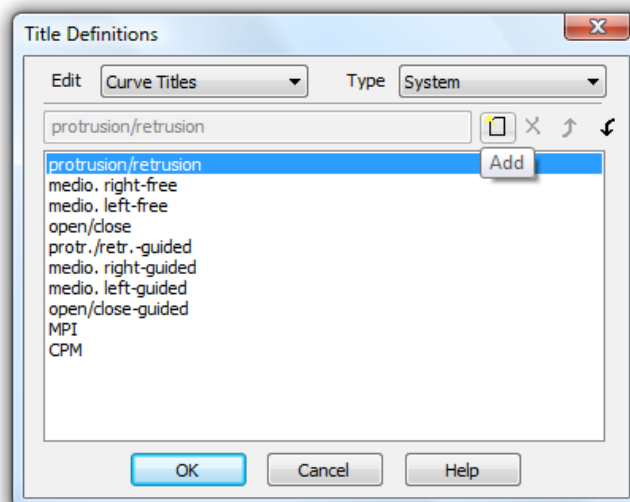 Title Definitions
Edit Curve Titles Type System
protrusion/retrusion
Add
protrusion/retrusion
medio. right-free
medio. left-free
open/close
protr./retr.-guided
medio. right-guided
medio. left-guided
open/close-guided
MPI
CPM
OK Cancel Help